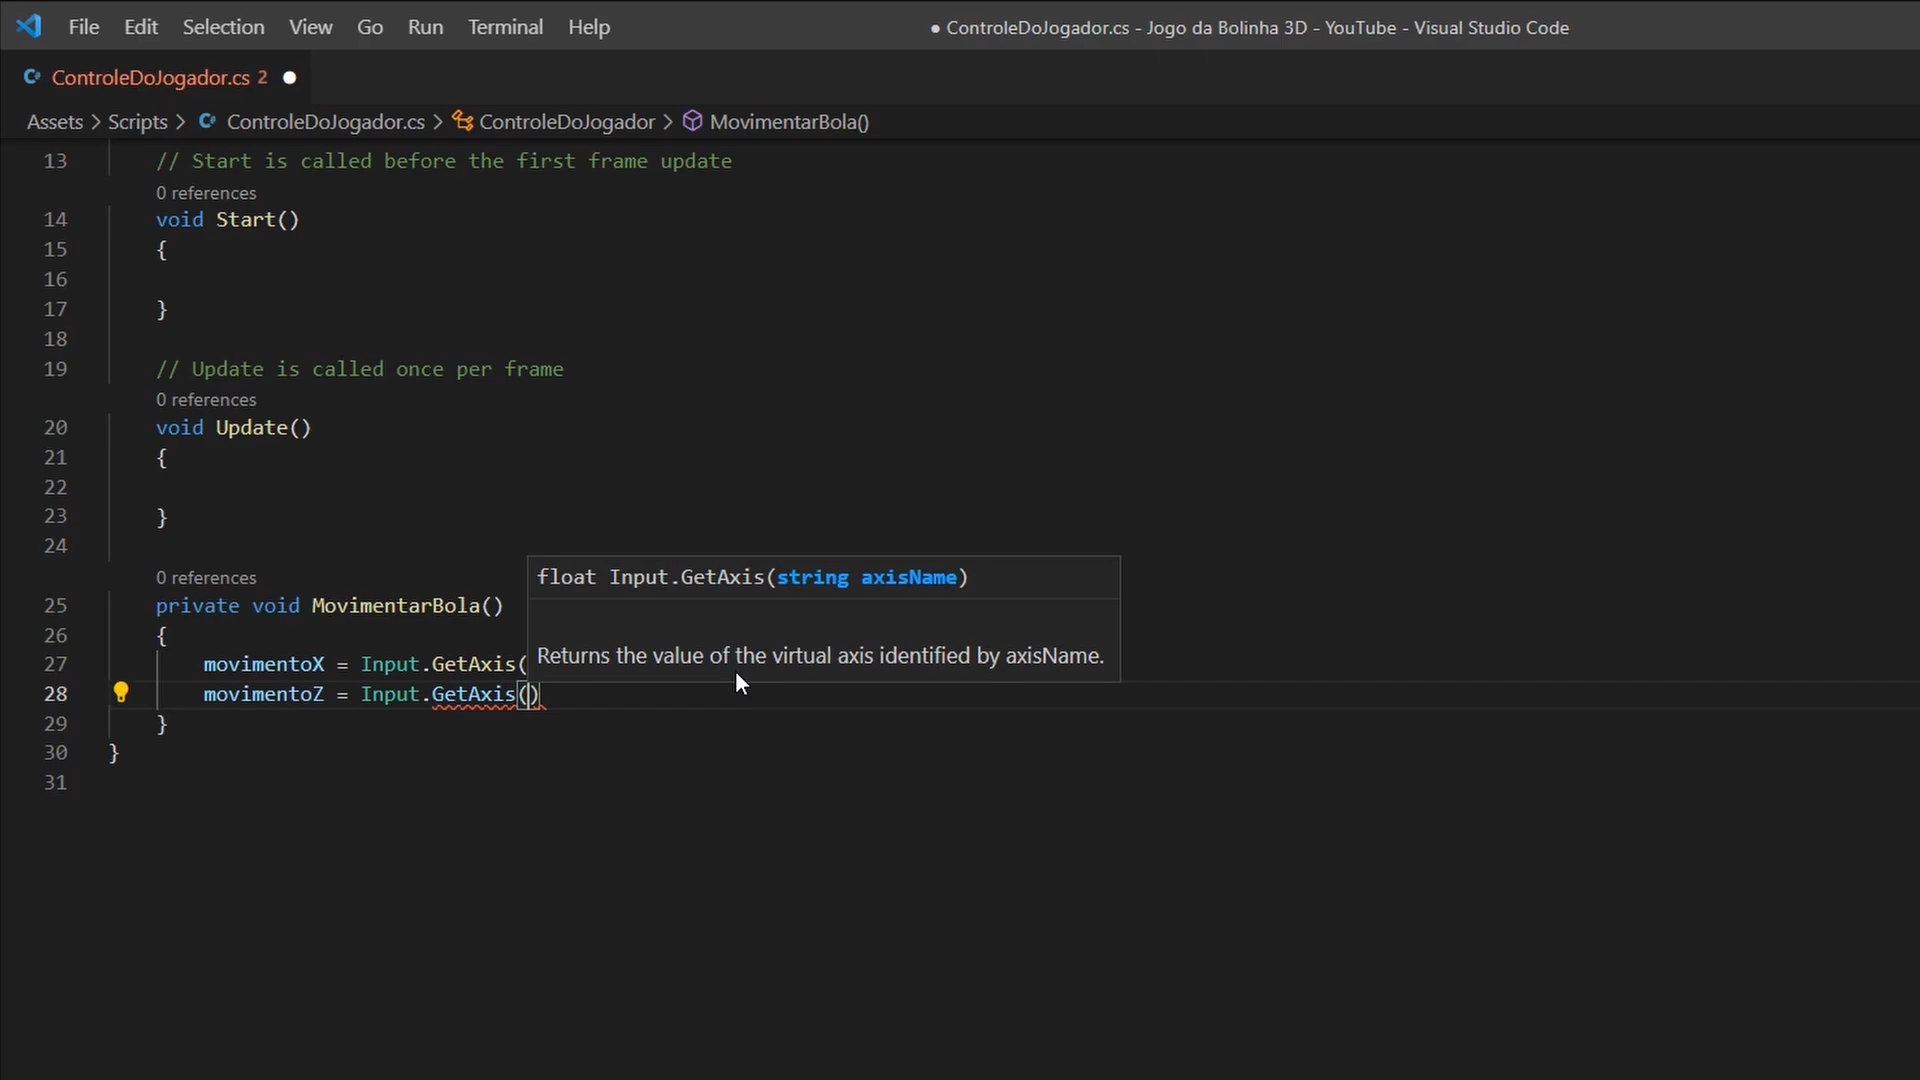 File Edit Selection View Go Run Terminal Help ● ControleDoJogador.cs - Jogo da Bolinha 3D - YouTube - Visual Studio Code
ControleDoJogador.cs 2
Assets > Scripts > ControleDoJogador.cs > ControleDoJogador > MovimentarBola()
13 // Start is called before the first frame update
0 references
14 void Start()
15 {
16
17 }
18
19 // Update is called once per frame
0 references
20 void Update()
21 {
22
23 }
24
float Input.GetAxis(string axisName)
Returns the value of the virtual axis identified by axisName.
0 references
25 private void MovimentarBola()
26 {
27 movimentoX = Input.GetAxis(
28 movimentoZ = Input.GetAxis()
29 }
30 }
31